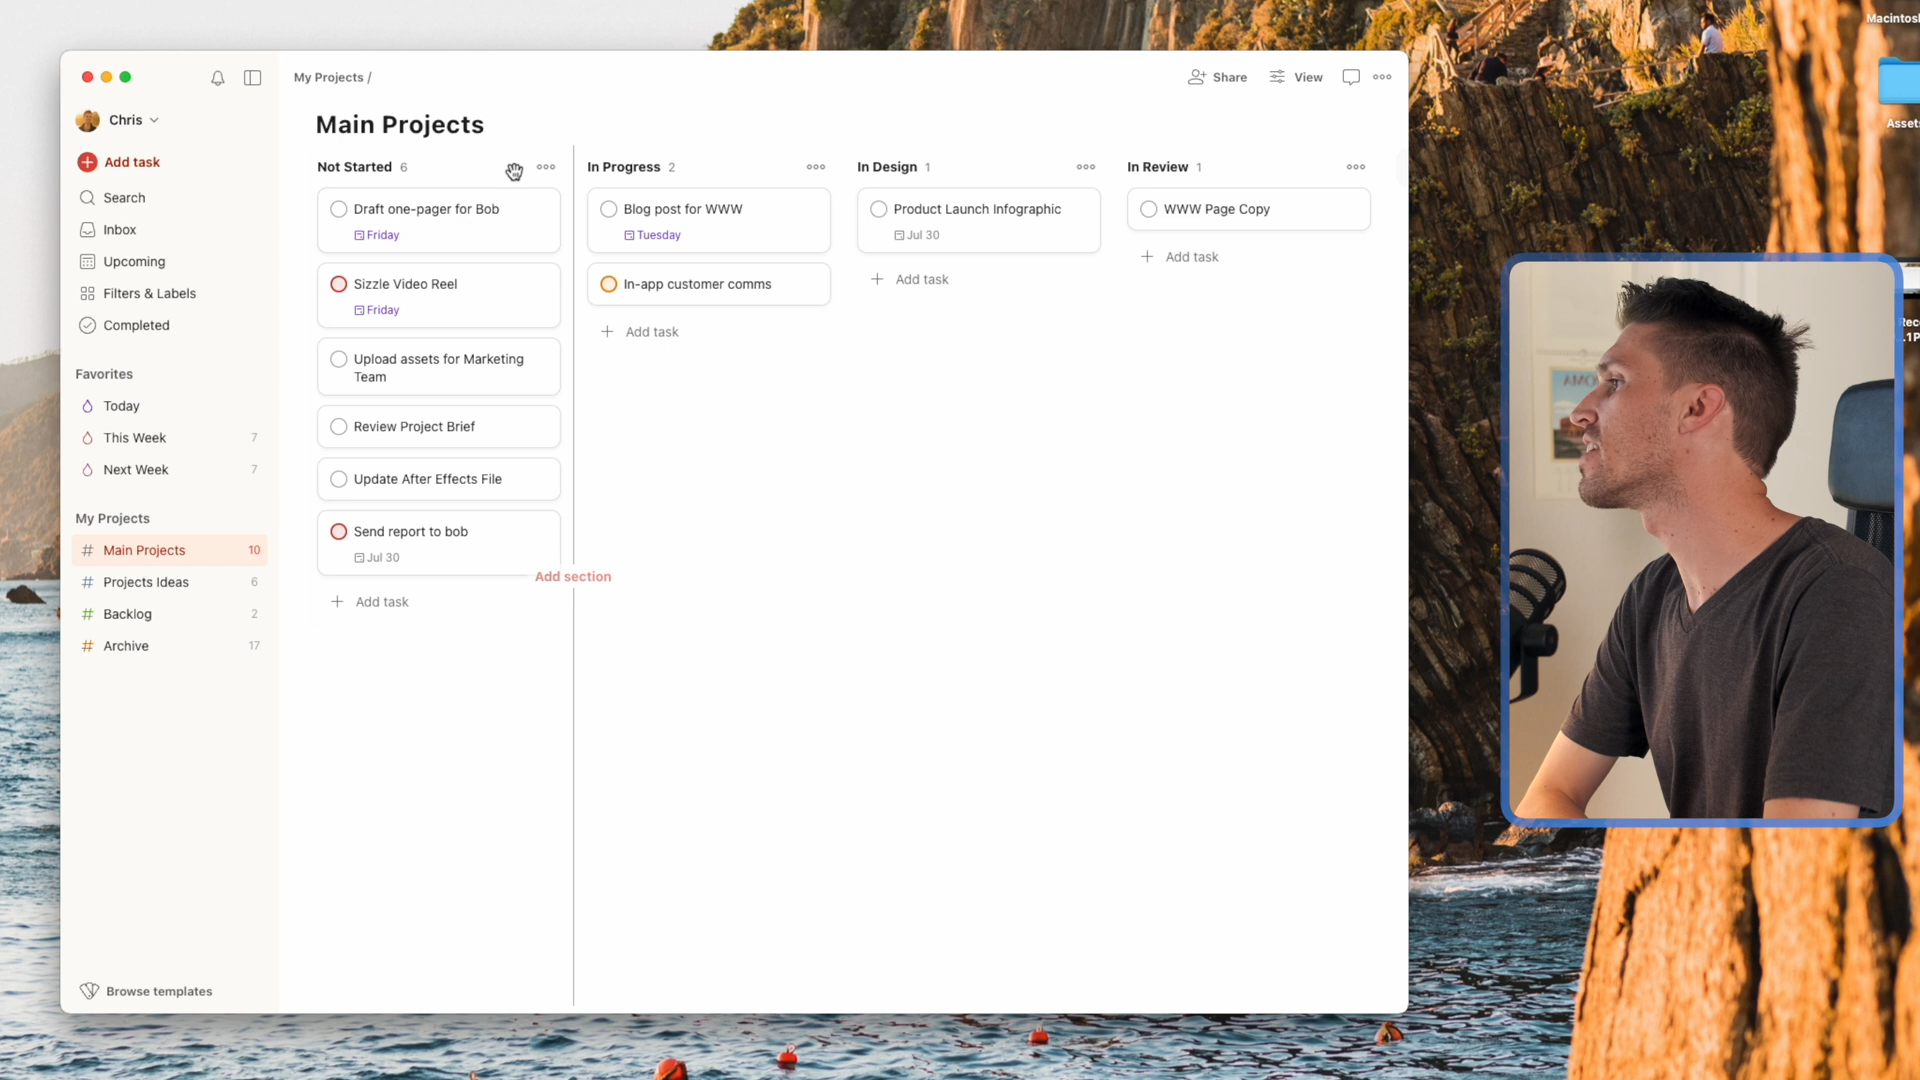 Macintosh
Assets
My Projects /
Share
View
Chris
Add task
Search
Inbox
Upcoming
Filters & Labels
Completed
Favorites
Today
This Week 7
Next Week 7
My Projects
Main Projects 10
Projects Ideas 6
Backlog 2
Archive 17
Browse templates
Main Projects
Not Started 6
Draft one-pager for Bob
Friday
Sizzle Video Reel
Friday
Upload assets for Marketing
Team
Review Project Brief
Update After Effects File
Send report to bob
Jul 30
Add task
Add section
In Progress 2
Blog post for WWW
Tuesday
In-app customer comms
Add task
In Design 1
Product Launch Infographic
Jul 30
Add task
In Review 1
WWW Page Copy
Add task